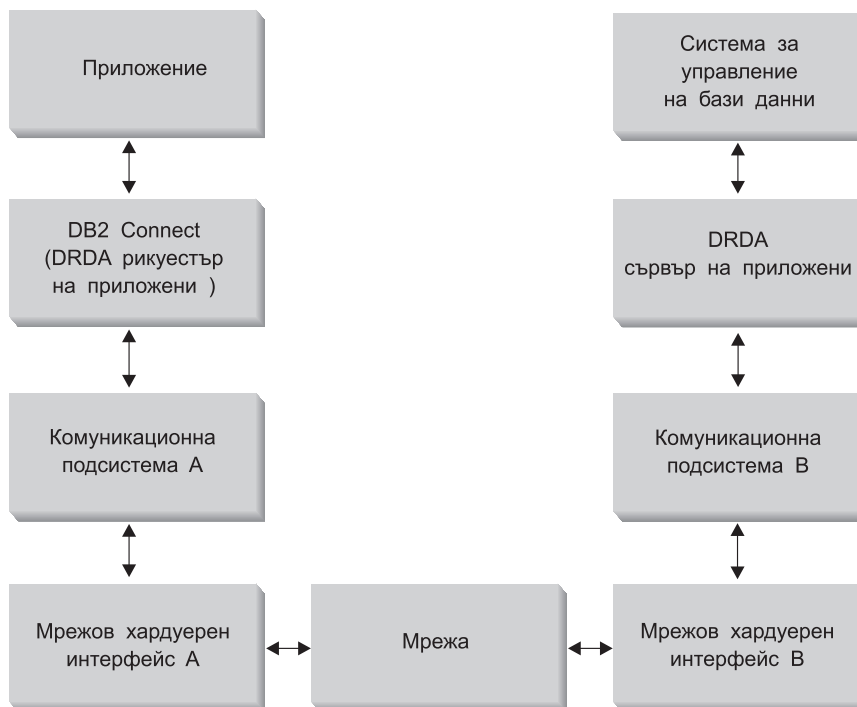 Приложение
Система за
управление
на бази данни
DB2 Connect
(DRDA рикуестър
на приложени )
DRDA
сървър на приложени
Комуникационна
подсистема A
Комуникационна
подсистема B
Мрежов хардуерен
интерфейс A
Мрежа
Мрежов хардуерен
интерфейс B